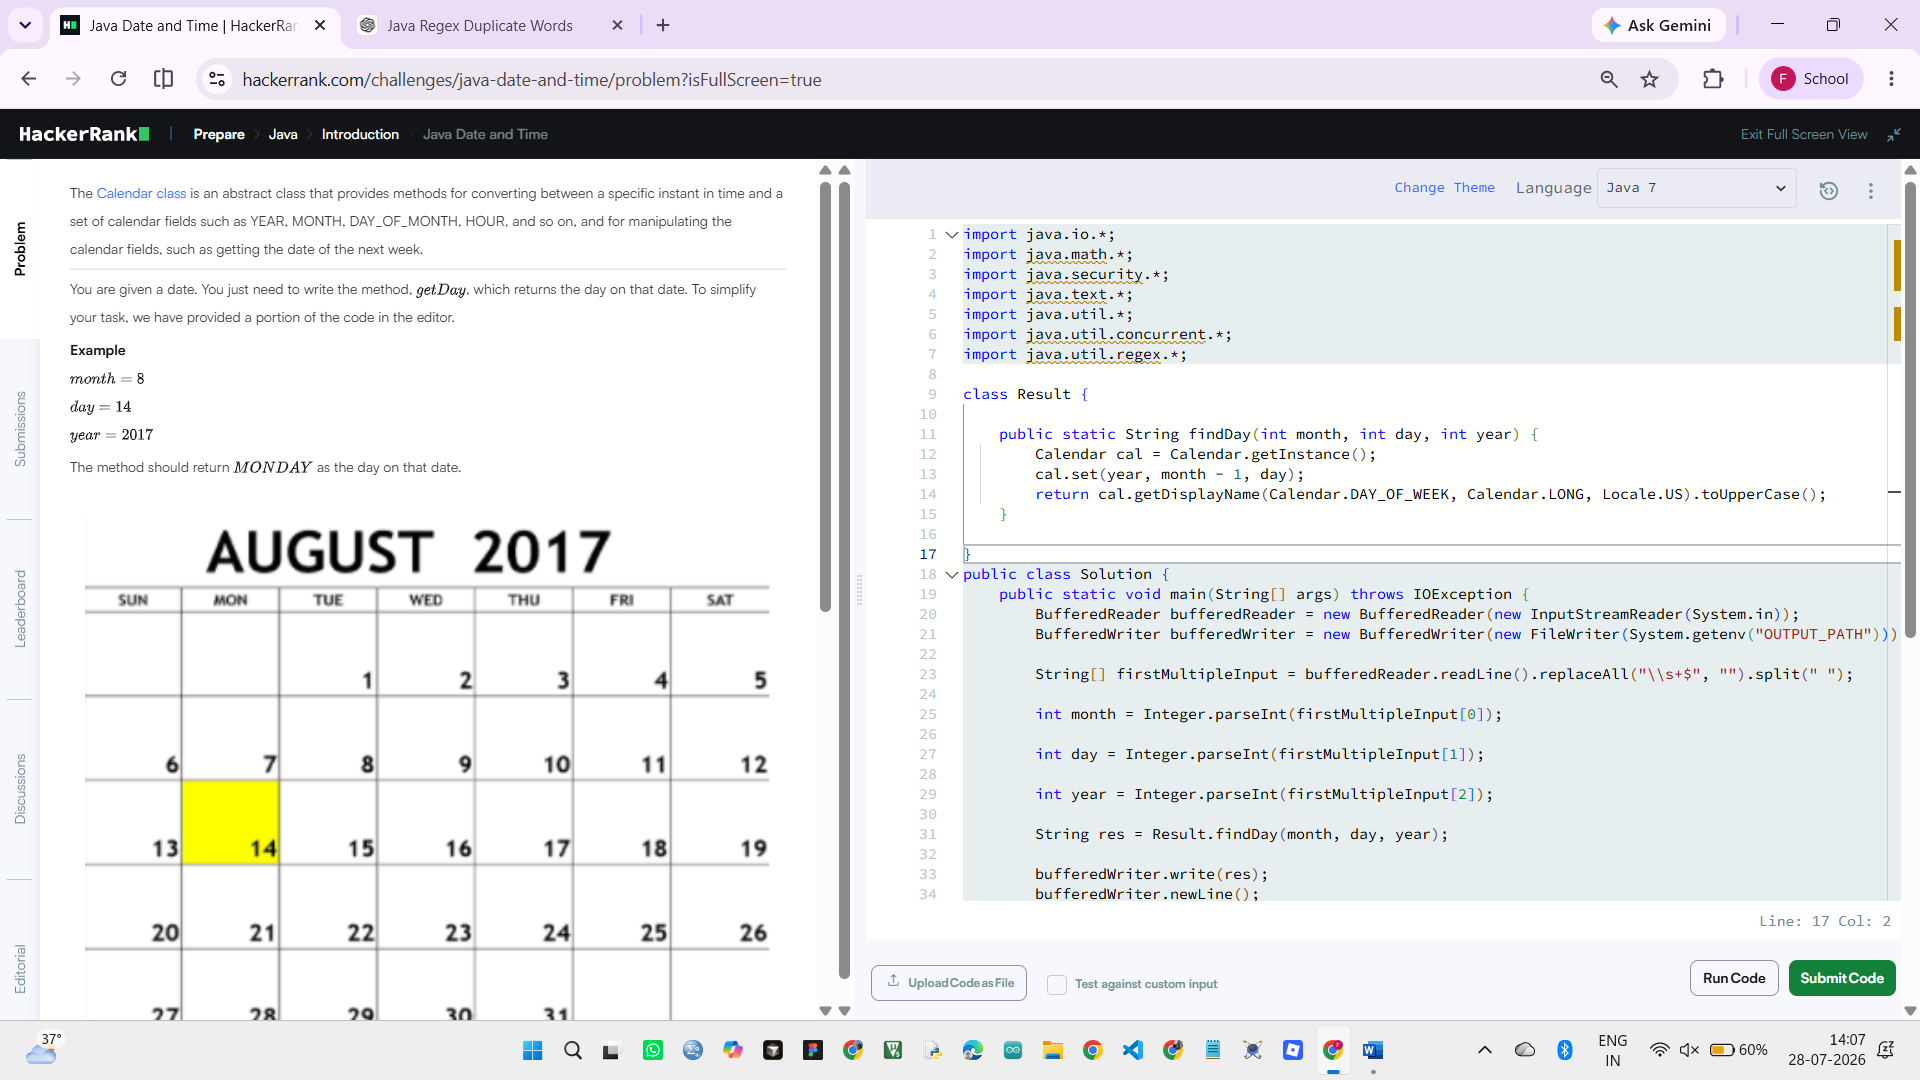 Java Date and Time | HackerRan
Java Regex Duplicate Words
Ask Gemini
hackerrank.com/challenges/java-date-and-time/problem?isFullScreen=true
F School
HackerRank
Prepare
Java
Introduction
Java Date and Time
Exit Full Screen View
Problem
Submissions
Leaderboard
Discussions
Editorial
The Calendar class is an abstract class that provides methods for converting between a specific instant in time and a
set of calendar fields such as YEAR, MONTH, DAY_OF_MONTH, HOUR, and so on, and for manipulating the
calendar fields, such as getting the date of the next week.
You are given a date. You just need to write the method, getDay, which returns the day on that date. To simplify
your task, we have provided a portion of the code in the editor.
Example
month = 8
day = 14
year = 2017
The method should return MONDAY as the day on that date.
AUGUST 2017
SUN MON TUE WED THU FRI SAT
1 2 3 4 5
6 7 8 9 10 11 12
13 14 15 16 17 18 19
20 21 22 23 24 25 26
27 28 29 30 31
Change Theme
Language
Java 7
1 import java.io.*;
2 import java.math.*;
3 import java.security.*;
4 import java.text.*;
5 import java.util.*;
6 import java.util.concurrent.*;
7 import java.util.regex.*;
8
9 class Result {
10
11 public static String findDay(int month, int day, int year) {
12 Calendar cal = Calendar.getInstance();
13 cal.set(year, month - 1, day);
14 return cal.getDisplayName(Calendar.DAY_OF_WEEK, Calendar.LONG, Locale.US).toUpperCase();
15 }
16
17 }
18 public class Solution {
19 public static void main(String[] args) throws IOException {
20 BufferedReader bufferedReader = new BufferedReader(new InputStreamReader(System.in));
21 BufferedWriter bufferedWriter = new BufferedWriter(new FileWriter(System.getenv("OUTPUT_PATH")))
22
23 String[] firstMultipleInput = bufferedReader.readLine().replaceAll("\\s+$", "").split(" ");
24
25 int month = Integer.parseInt(firstMultipleInput[0]);
26
27 int day = Integer.parseInt(firstMultipleInput[1]);
28
29 int year = Integer.parseInt(firstMultipleInput[2]);
30
31 String res = Result.findDay(month, day, year);
32
33 bufferedWriter.write(res);
34 bufferedWriter.newLine();
Line: 17 Col: 2
Upload Code as File
Test against custom input
Run Code
Submit Code
37°
ENG
IN
60%
14:07
28-07-2026